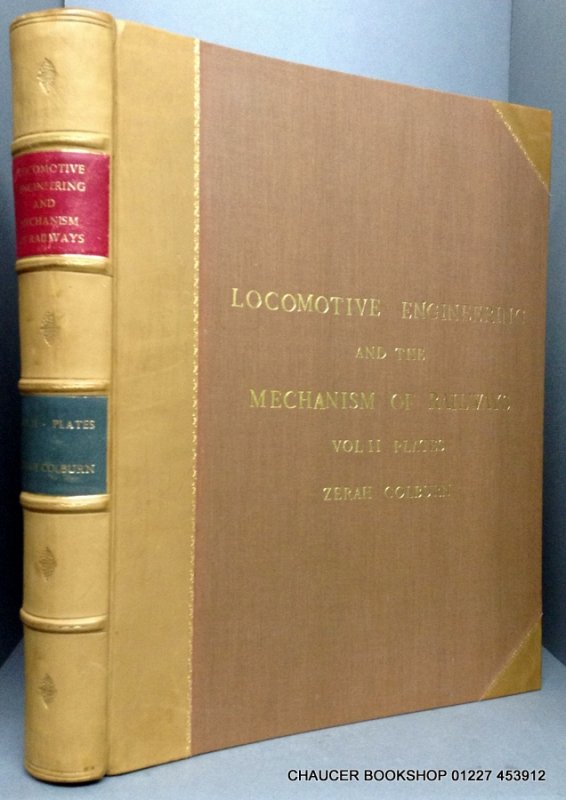 LOCOMOTIVE
ENGINEERING
AND
MECHANISM
OF RAILWAYS
PLATES
COLBURN
LOCOMOTIVE ENGINEERING
AND THE
MECHANISM OF RAILWAYS
VOL II PLATES
ZERAH COLBURN
CHAUCER BOOKSHOP 01227 453912